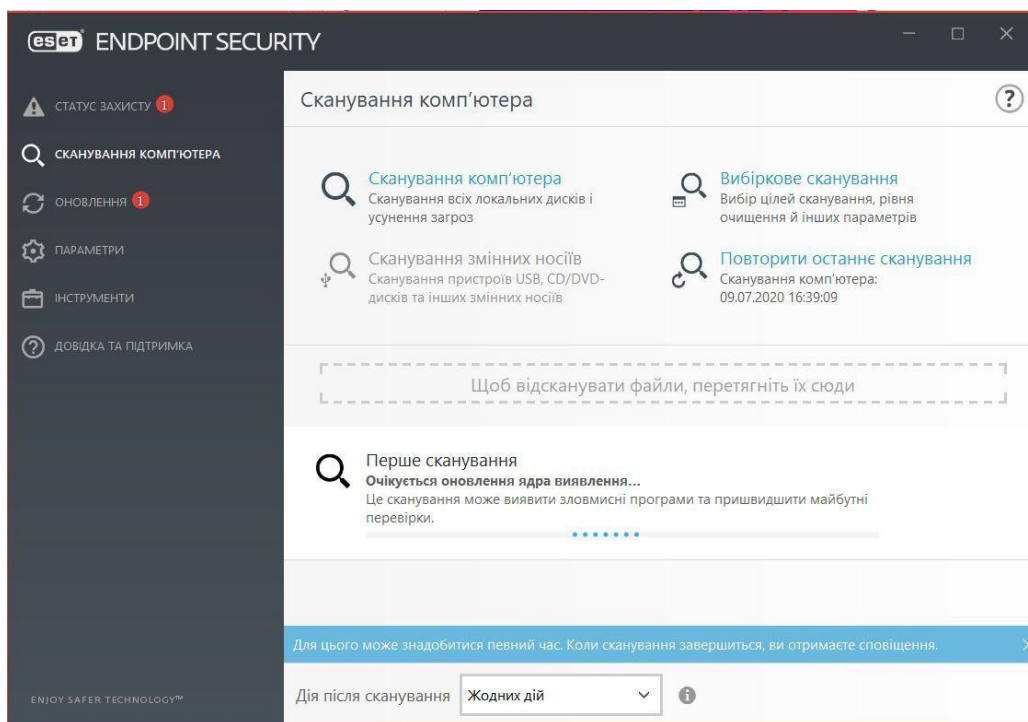 eset ENDPOINT SECURITY
СТАТУС ЗАХИСТУ 1
СКАНУВАННЯ КОМП'ЮТЕРА
ОНОВЛЕННЯ 1
ПАРАМЕТРИ
ІНСТРУМЕНТИ
ДОВІДКА ТА ПІДТРИМКА
ENJOY SAFER TECHNOLOGY™
Сканування комп'ютера
?
Сканування комп'ютера
Сканування всіх локальних дисків і
усунення загроз
Вибіркове сканування
Вибір цілей сканування, рівня
очищення й інших параметрів
Сканування змінних носіїв
Сканування пристроїв USB, CD/DVD-
дисків та інших змінних носіїв
Повторити останнє сканування
Сканування комп'ютера:
09.07.2020 16:39:09
Щоб відсканувати файли, перетягніть їх сюди
Перше сканування
Очікується оновлення ядра виявлення...
Це сканування може виявити зловмисні програми та пришвидшити майбутні
перевірки.
Для цього може знадобитися певний час. Коли сканування завершиться, ви отримаєте сповіщення.
Дія після сканування Жодних дій